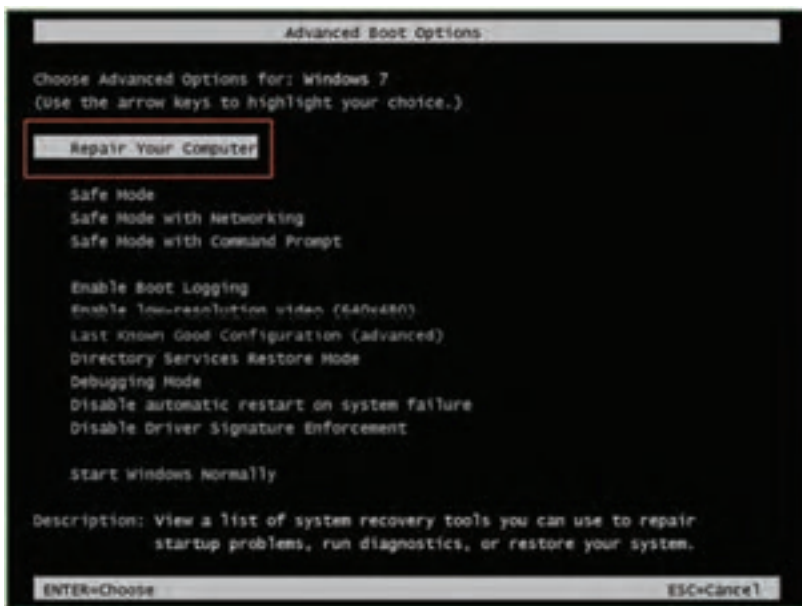 Advanced Boot Options
Choose Advanced Options for: Windows 7
(Use the arrow keys to highlight your choice.)
Repair Your Computer
Safe Mode
Safe Mode with Networking
Safe Mode with Command Prompt
Enable Boot Logging
Enable low-resolution video (640x480)
Last Known Good Configuration (advanced)
Directory Services Restore Mode
Debugging Mode
Disable automatic restart on system failure
Disable Driver Signature Enforcement
Start Windows Normally
Description: View a list of system recovery tools you can use to repair
startup problems, run diagnostics, or restore your system.
ENTER=Choose ESC=Cancel